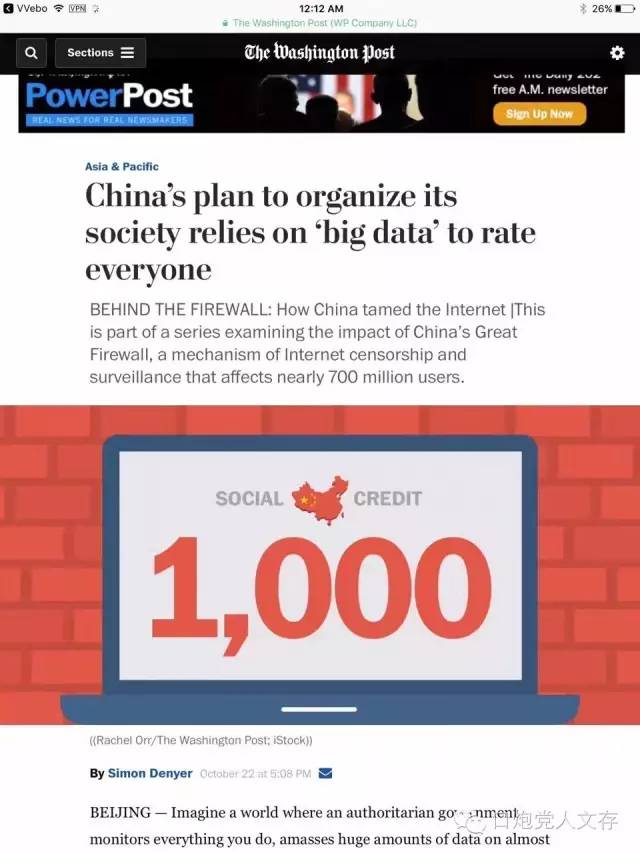 VVebo VPN 12:12 AM 26%
The Washington Post (WP Company LLC)
Sections The Washington Post
PowerPost
REAL NEWS FOR REAL NEWSMAKERS
Get "The Daily 202"
free A.M. newsletter
Sign Up Now
Asia & Pacific
China’s plan to organize its
society relies on ‘big data’ to rate
everyone
BEHIND THE FIREWALL: How China tamed the Internet |This
is part of a series examining the impact of China’s Great
Firewall, a mechanism of Internet censorship and
surveillance that affects nearly 700 million users.
SOCIAL CREDIT
1,000
((Rachel Orr/The Washington Post; iStock))
By Simon Denyer October 22 at 5:08 PM
BEIJING — Imagine a world where an authoritarian government
monitors everything you do, amasses huge amounts of data on almost
口炮党人文存